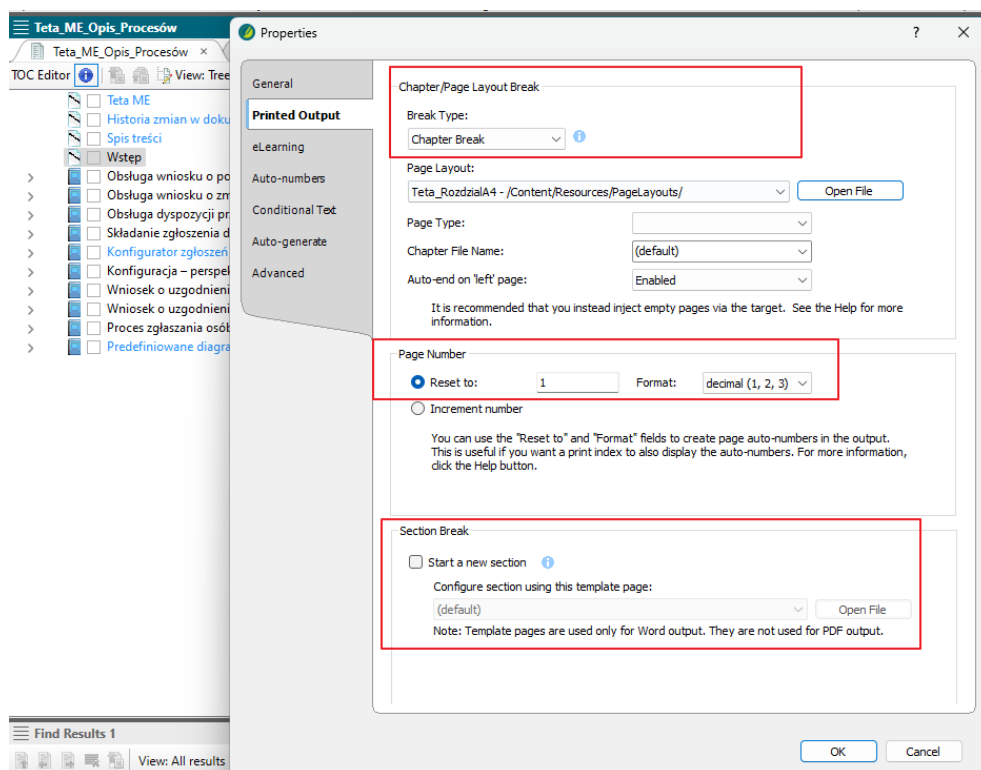 Teta_ME_Opis_Procesów
Teta_ME_Opis_Procesów ×
TOC Editor View: Tree
Teta ME
Historia zmian w doku
Spis treści
Wstęp
Obsługa wniosku o po
Obsługa wniosku o zm
Obsługa dyspozycji pr
Składanie zgłoszenia d
Konfigurator zgłoszeń
Konfiguracja – perspek
Wniosek o uzgodnieni
Wniosek o uzgodnieni
Proces zgłaszania osób
Predefiniowane diagra
Find Results 1
View: All results
Properties ? ×
General
Printed Output
eLearning
Auto-numbers
Conditional Text
Auto-generate
Advanced
Chapter/Page Layout Break
Break Type:
Chapter Break
Page Layout:
Teta_RozdzialA4 - /Content/Resources/PageLayouts/ Open File
Page Type:
Chapter File Name: (default)
Auto-end on 'left' page: Enabled
It is recommended that you instead inject empty pages via the target. See the Help for more
information.
Page Number
Reset to: 1 Format: decimal (1, 2, 3)
Increment number
You can use the "Reset to" and "Format" fields to create page auto-numbers in the output.
This is useful if you want a print index to also display the auto-numbers. For more information,
click the Help button.
Section Break
Start a new section
Configure section using this template page:
(default) Open File
Note: Template pages are used only for Word output. They are not used for PDF output.
OK Cancel